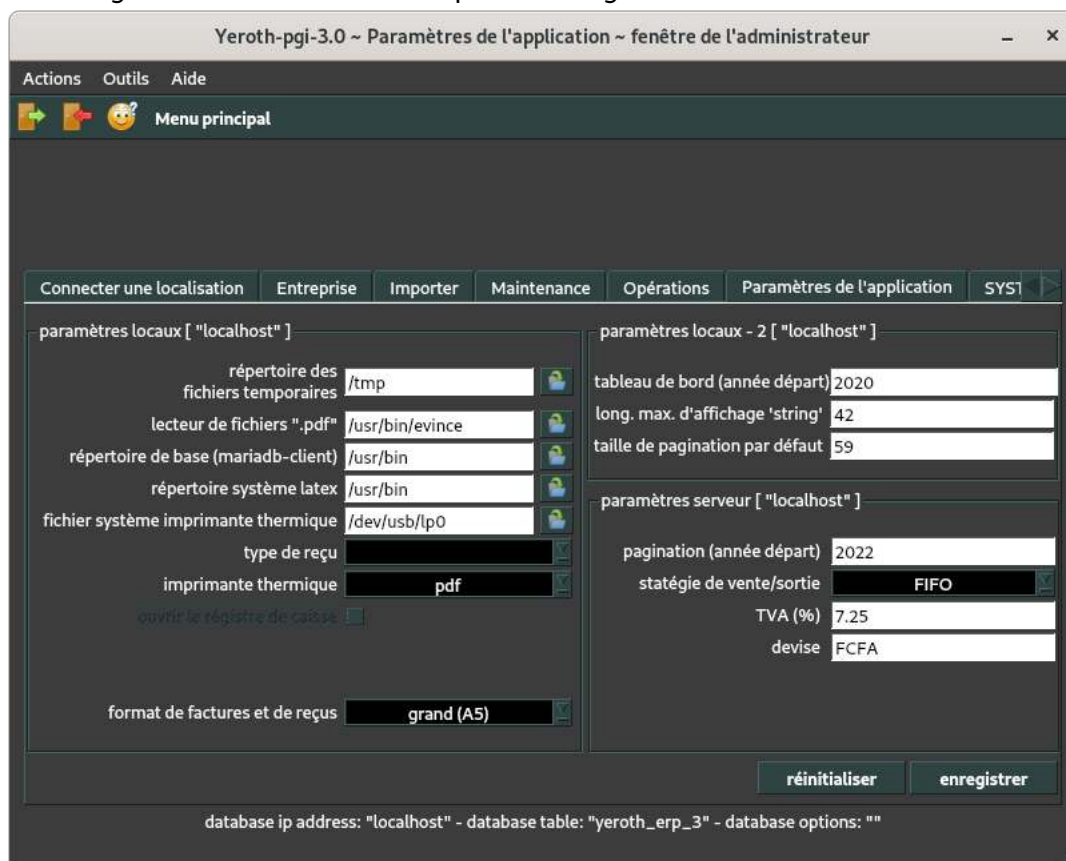 Yeroth-pgi-3.0 ~ Paramètres de l'application ~ fenêtre de l'administrateur
Actions Outils Aide
Menu principal
Connecter une localisation Entreprise Importer Maintenance Opérations Paramètres de l'application SYST
paramètres locaux [ "localhost" ]
répertoire des
fichiers temporaires /tmp
lecteur de fichiers ".pdf" /usr/bin/evince
répertoire de base (mariadb-client) /usr/bin
répertoire système latex /usr/bin
fichier système imprimante thermique /dev/usb/lp0
type de reçu
imprimante thermique pdf
ouvrir le régistre de caisse
format de factures et de reçus grand (A5)
paramètres locaux - 2 [ "localhost" ]
tableau de bord (année départ) 2020
long. max. d'affichage 'string' 42
taille de pagination par défaut 59
paramètres serveur [ "localhost" ]
pagination (année départ) 2022
statégie de vente/sortie FIFO
TVA (%) 7.25
devise FCFA
réinitialiser enregistrer
database ip address: "localhost" - database table: "yeroth_erp_3" - database options: ""